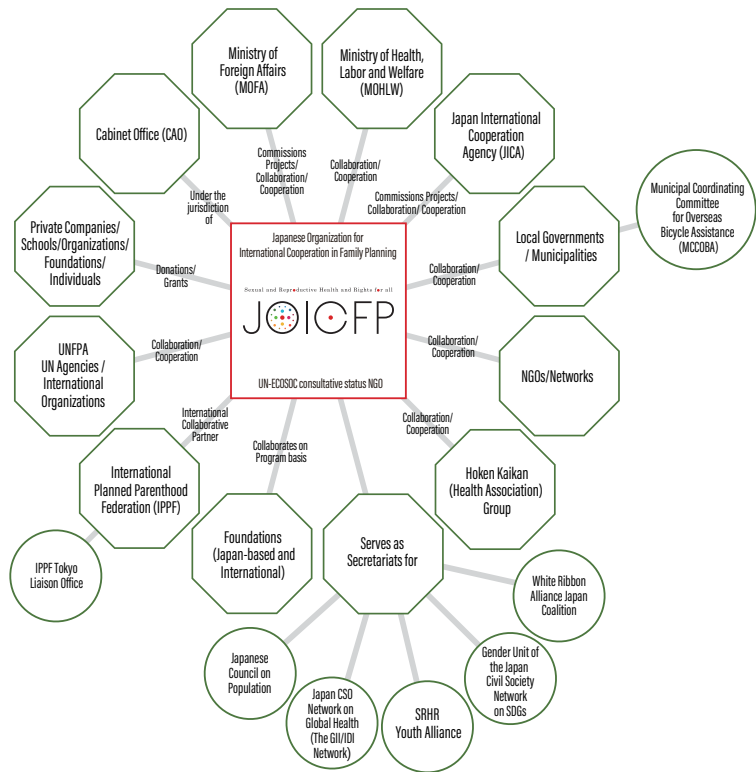 Ministry of
Foreign Affairs
(MOFA)
Ministry of Health,
Labor and Welfare
(MOHLW)
Cabinet Office (CAO)
Japan International
Cooperation
Agency (JICA)
Commissions
Projects/
Collaboration/
Cooperation
Collaboration/
Cooperation
Under the
jurisdiction
of
Commissions Projects/
Collaboration/ Cooperation
Municipal Coordinating
Committee
for Overseas
Bicycle Assistance
(MCCOBA)
Private Companies/
Schools/Organizations/
Foundations/
Individuals
Donations/
Grants
Japanese Organization for
International Cooperation in Family Planning
Sexual and Reproductive Health and Rights for all
JOICFP
UN-ECOSOC consultative status NGO
Collaboration/
Cooperation
Local Governments
/ Municipalities
UNFPA
UN Agencies /
International
Organizations
Collaboration/
Cooperation
Collaboration/
Cooperation
NGOs/Networks
International
Collaborative
Partner
Collaborates on
Program basis
Collaboration/
Cooperation
International
Planned Parenthood
Federation (IPPF)
Hoken Kaikan
(Health Association)
Group
Foundations
(Japan-based and
International)
Serves as
Secretariats for
IPPF Tokyo
Liaison Office
White Ribbon
Alliance Japan
Coalition
Japanese
Council on
Population
Japan CSO
Network on
Global Health
(The GII/IDI
Network)
SRHR
Youth Alliance
Gender Unit of
the Japan
Civil Society
Network
on SDGs